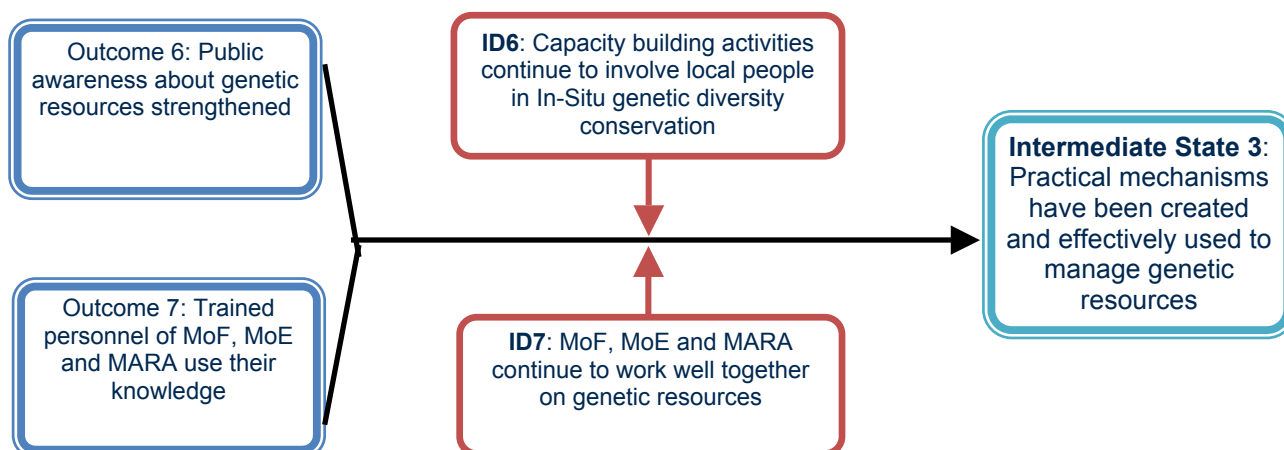 Outcome 6: Public
awareness about genetic
resources strengthened
Outcome 7: Trained
personnel of MoF, MoE
and MARA use their
knowledge
ID6: Capacity building activities
continue to involve local people
in In-Situ genetic diversity
conservation
ID7: MoF, MoE and MARA
continue to work well together
on genetic resources
Intermediate State 3:
Practical mechanisms
have been created
and effectively used to
manage genetic
resources